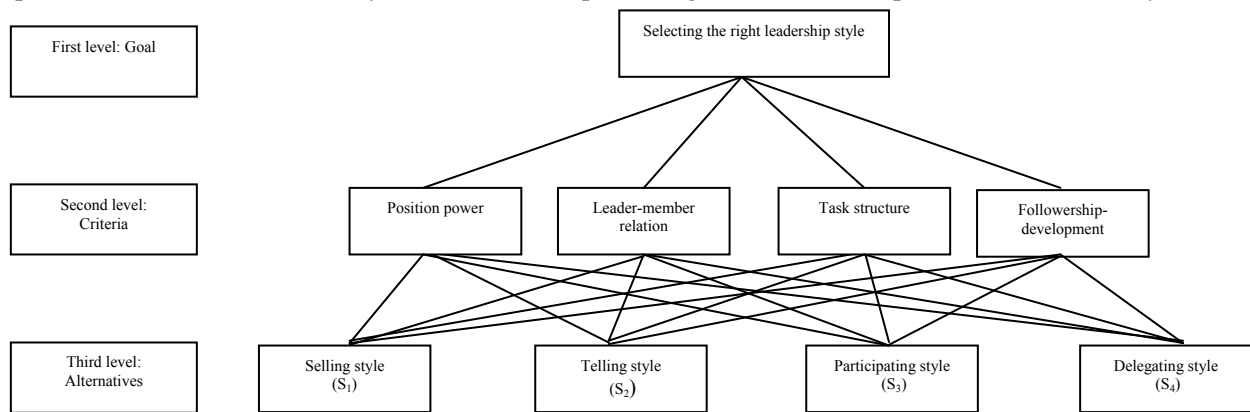 First level: Goal
Selecting the right leadership style
Second level:
Criteria
Position power
Leader-member
relation
Task structure
Followership-
development
Third level:
Alternatives
Selling style
(S₁)
Telling style
(S₂)
Participating style
(S₃)
Delegating style
(S₄)